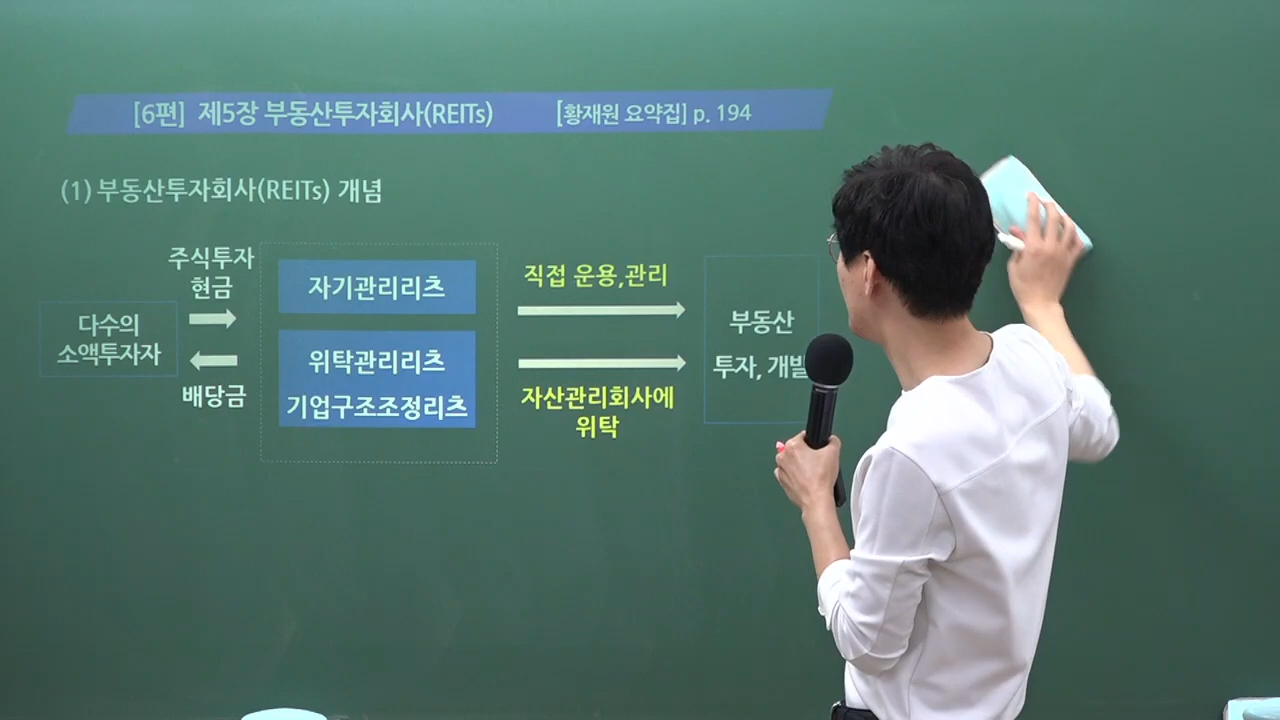 [6편] 제5장 부동산투자회사(REITs) [황재원 요약집] p. 194
(1) 부동산투자회사(REITs) 개념
주식투자
현금
다수의
소액투자자
배당금
자기관리리츠
위탁관리리츠
기업구조조정리츠
직접 운용,관리
자산관리회사에
위탁
부동산
투자, 개발